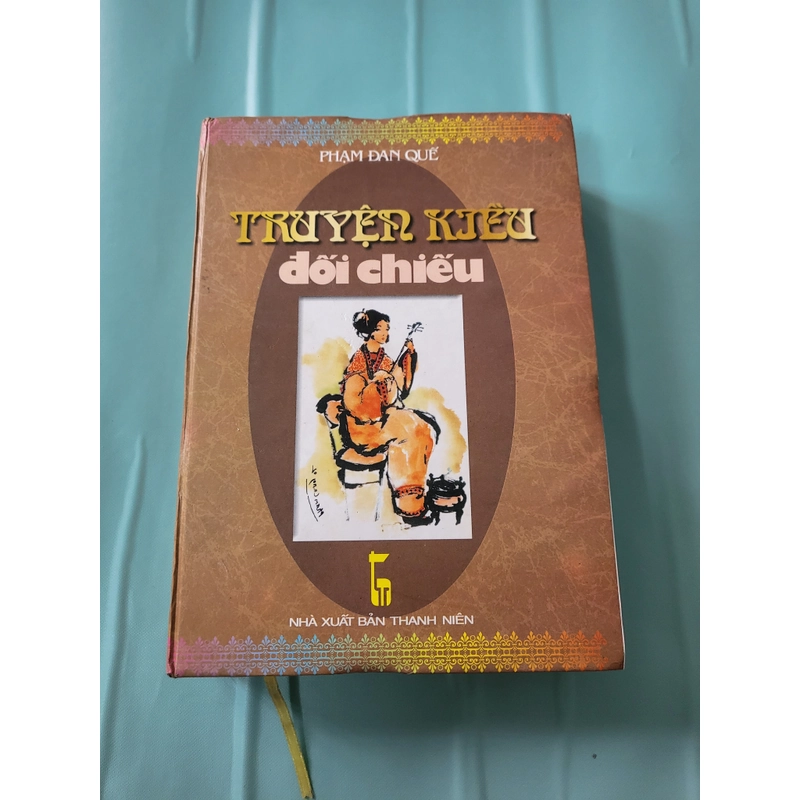 PHẠM ĐAN QUẾ
TRUYỆN KIỀU
đối chiếu
NHÀ XUẤT BẢN THANH NIÊN